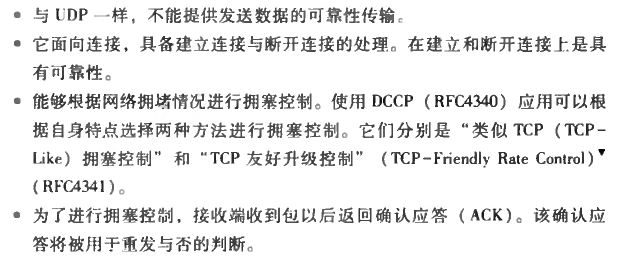 • 与 UDP 一样，不能提供发送数据的可靠性传输。
• 它面向连接，具备建立连接与断开连接的处理。在建立和断开连接上是具
有可靠性。
• 能够根据网络拥堵情况进行拥塞控制。使用 DCCP（RFC4340）应用可以根
据自身特点选择两种方法进行拥塞控制。它们分别是“类似 TCP（TCP-
Like）拥塞控制”和“TCP 友好升级控制”（TCP-Friendly Rate Control）▼
（RFC4341）。
• 为了进行拥塞控制，接收端收到包以后返回确认应答（ACK）。该确认应
答将被用于重发与否的判断。